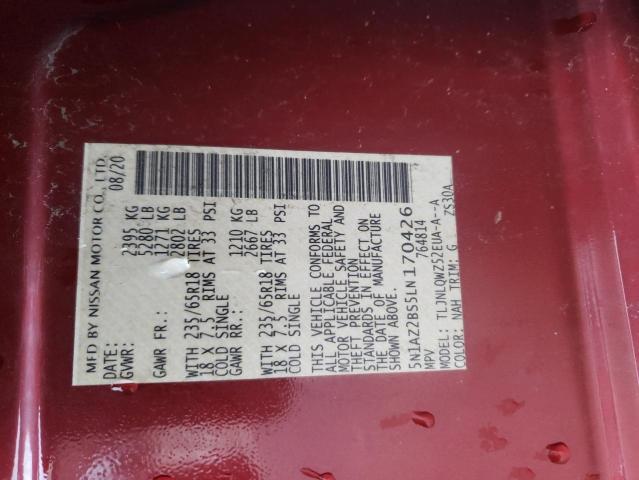 MFD BY NISSAN MOTOR CO., LTD.
DATE: 08/20
GVWR: 2395 KG
5280 LB
GAWR FR.: 1271 KG
2802 LB
WITH 235/65R18 TIRES
18 X 7.5 RIMS AT 33 PSI
COLD SINGLE
GAWR RR.: 1210 KG
2667 LB
WITH 235/65R18 TIRES
18 X 7.5 RIMS AT 33 PSI
COLD SINGLE
THIS VEHICLE CONFORMS TO
ALL APPLICABLE FEDERAL
MOTOR VEHICLE SAFETY AND
THEFT PREVENTION
STANDARDS IN EFFECT ON
THE DATE OF MANUFACTURE
SHOWN ABOVE.
5N1AZ2BS5LN170426
MPV 764814
MODEL: TLJNLQWZ52EUA-A--A
COLOR: NAH TRIM: G ZS30A